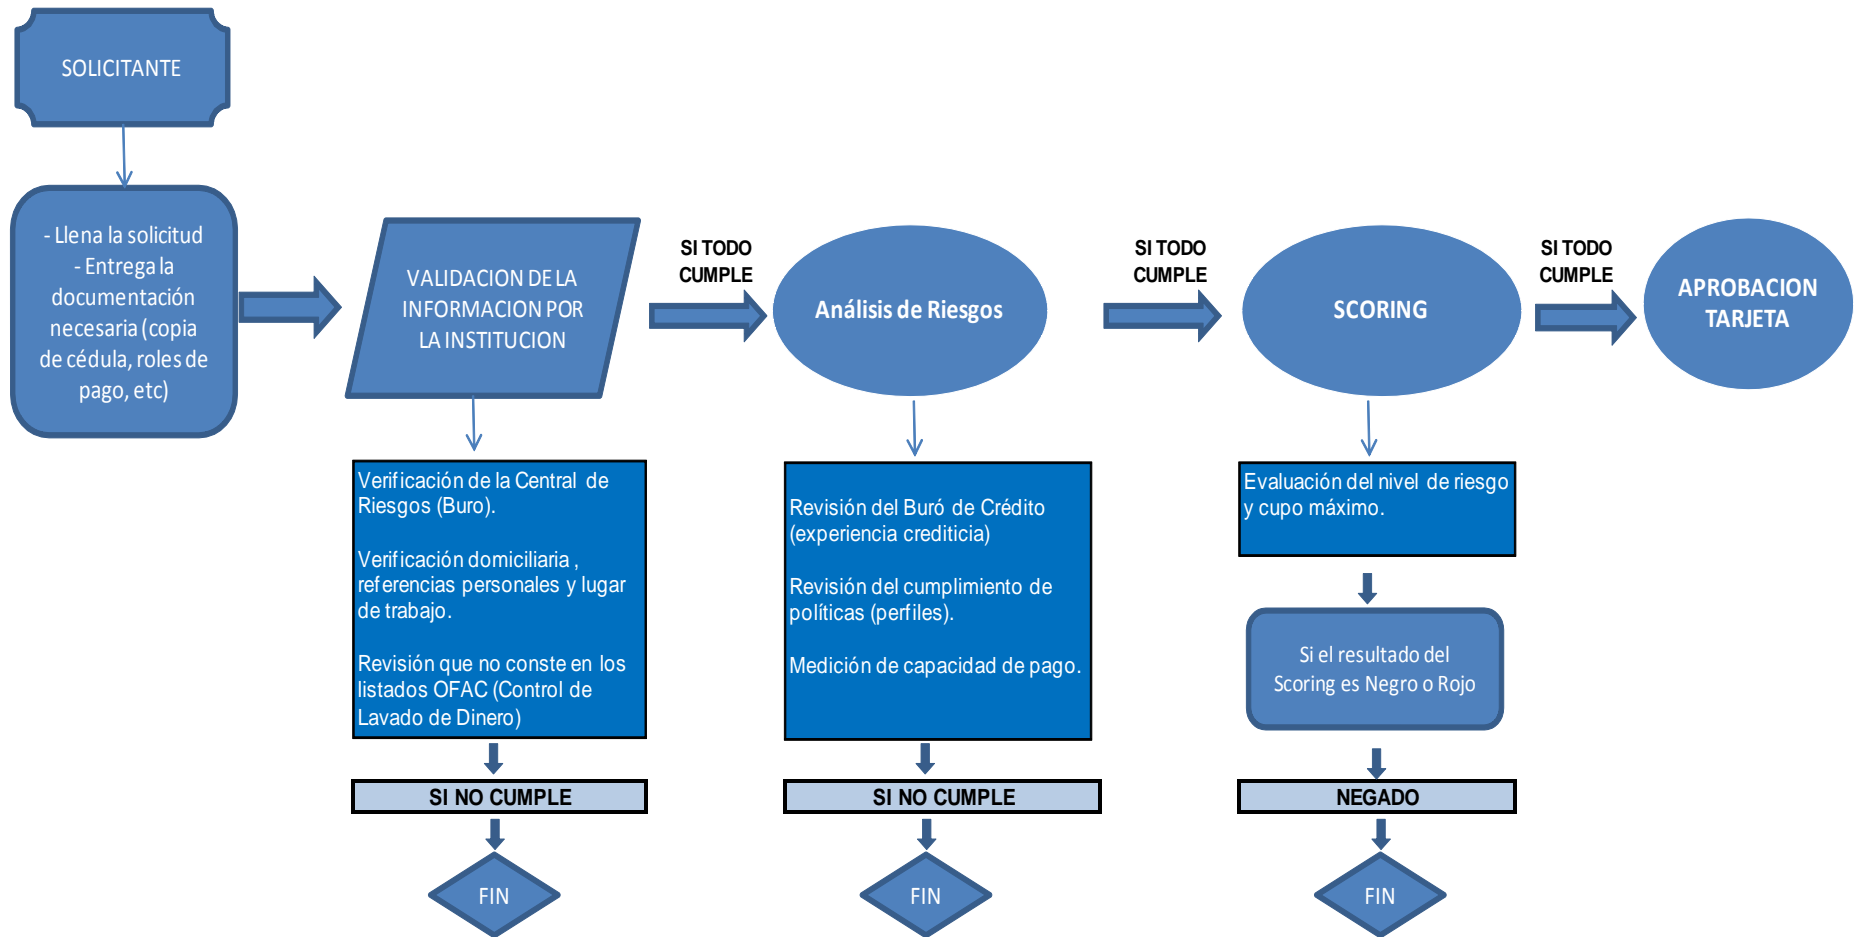 SOLICITANTE
- Llena la solicitud
- Entrega la
documentación
necesaria (copia
de cédula, roles de
pago, etc)
VALIDACION DE LA
INFORMACION POR
LA INSTITUCION
SI TODO
CUMPLE
Análisis de Riesgos
SI TODO
CUMPLE
SCORING
SI TODO
CUMPLE
APROBACION
TARJETA
Verificación de la Central de
Riesgos (Buro).
Verificación domiciliaria ,
referencias personales y lugar
de trabajo.
Revisión que no conste en los
listados OFAC (Control de
Lavado de Dinero)
SI NO CUMPLE
FIN
Revisión del Buró de Crédito
(experiencia crediticia)
Revisión del cumplimiento de
políticas (perfiles).
Medición de capacidad de pago.
SI NO CUMPLE
FIN
Evaluación del nivel de riesgo
y cupo máximo.
Si el resultado del
Scoring es Negro o Rojo
NEGADO
FIN